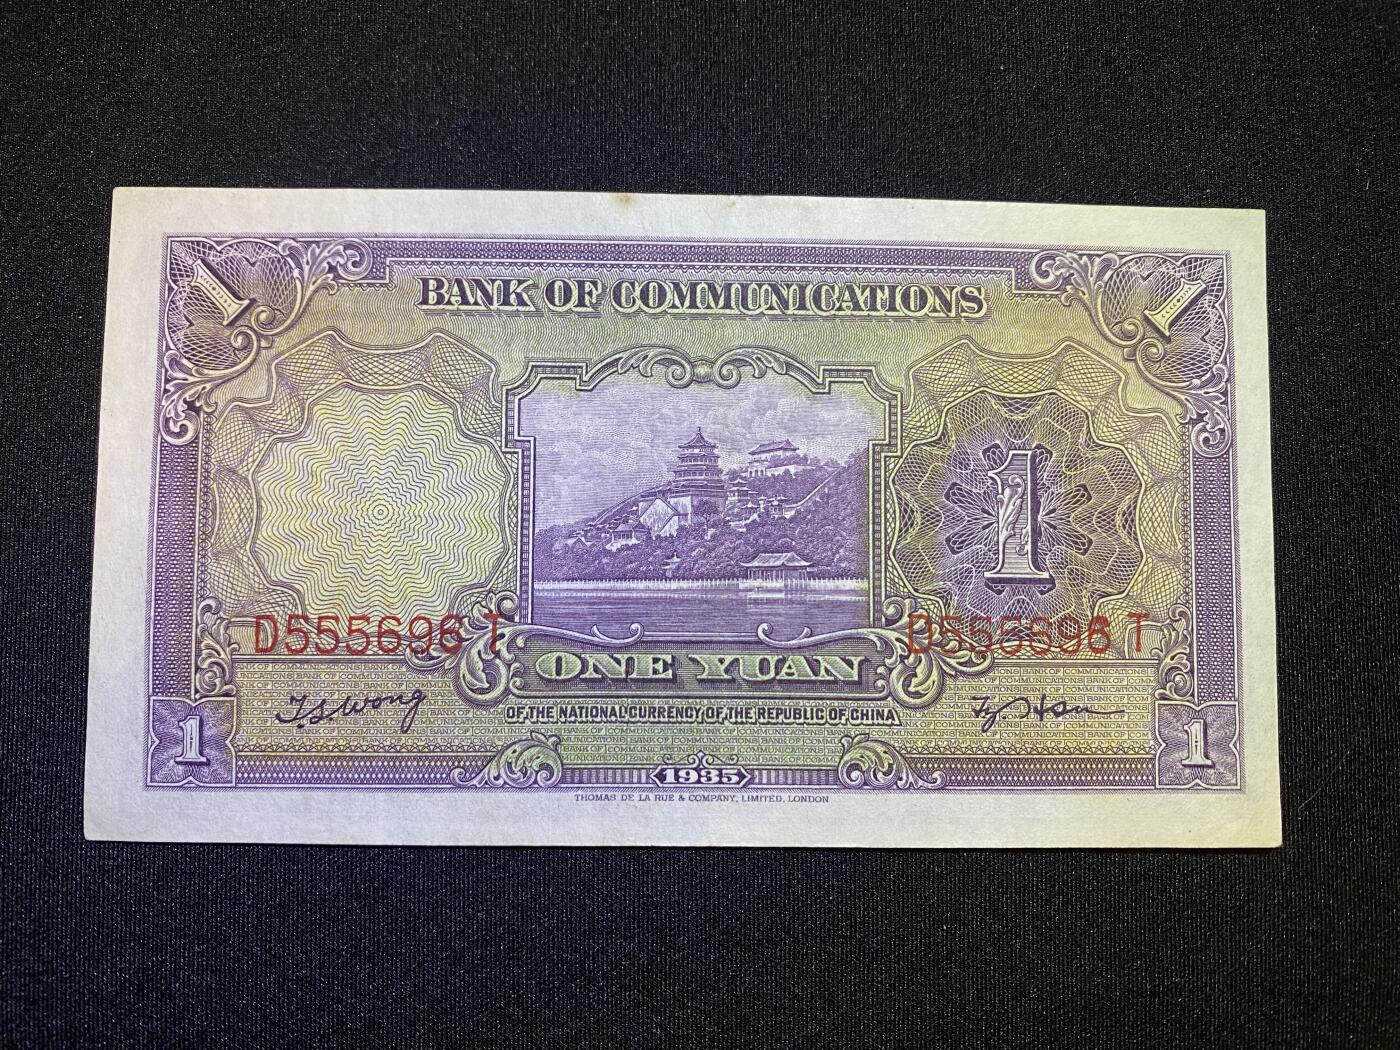 1 1
BANK OF COMMUNICATIONS
1
D555696 T D555696 T
ONE YUAN
T.S. Wong
OF THE NATIONAL CURRENCY OF THE REPUBLIC OF CHINA
1 1
1935
THOMAS DE LA RUE & COMPANY, LIMITED, LONDON